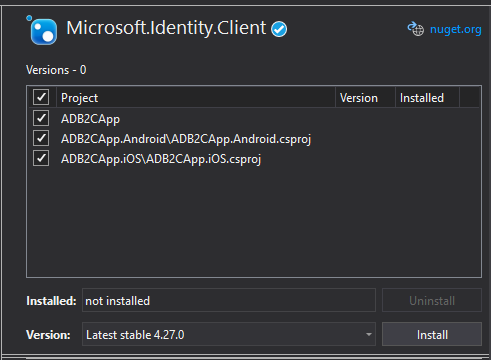 Microsoft.Identity.Client nuget.org
Versions - 0
Project Version Installed
ADB2CApp
ADB2CApp.Android\ADB2CApp.Android.csproj
ADB2CApp.iOS\ADB2CApp.iOS.csproj
Installed: not installed Uninstall
Version: Latest stable 4.27.0 Install